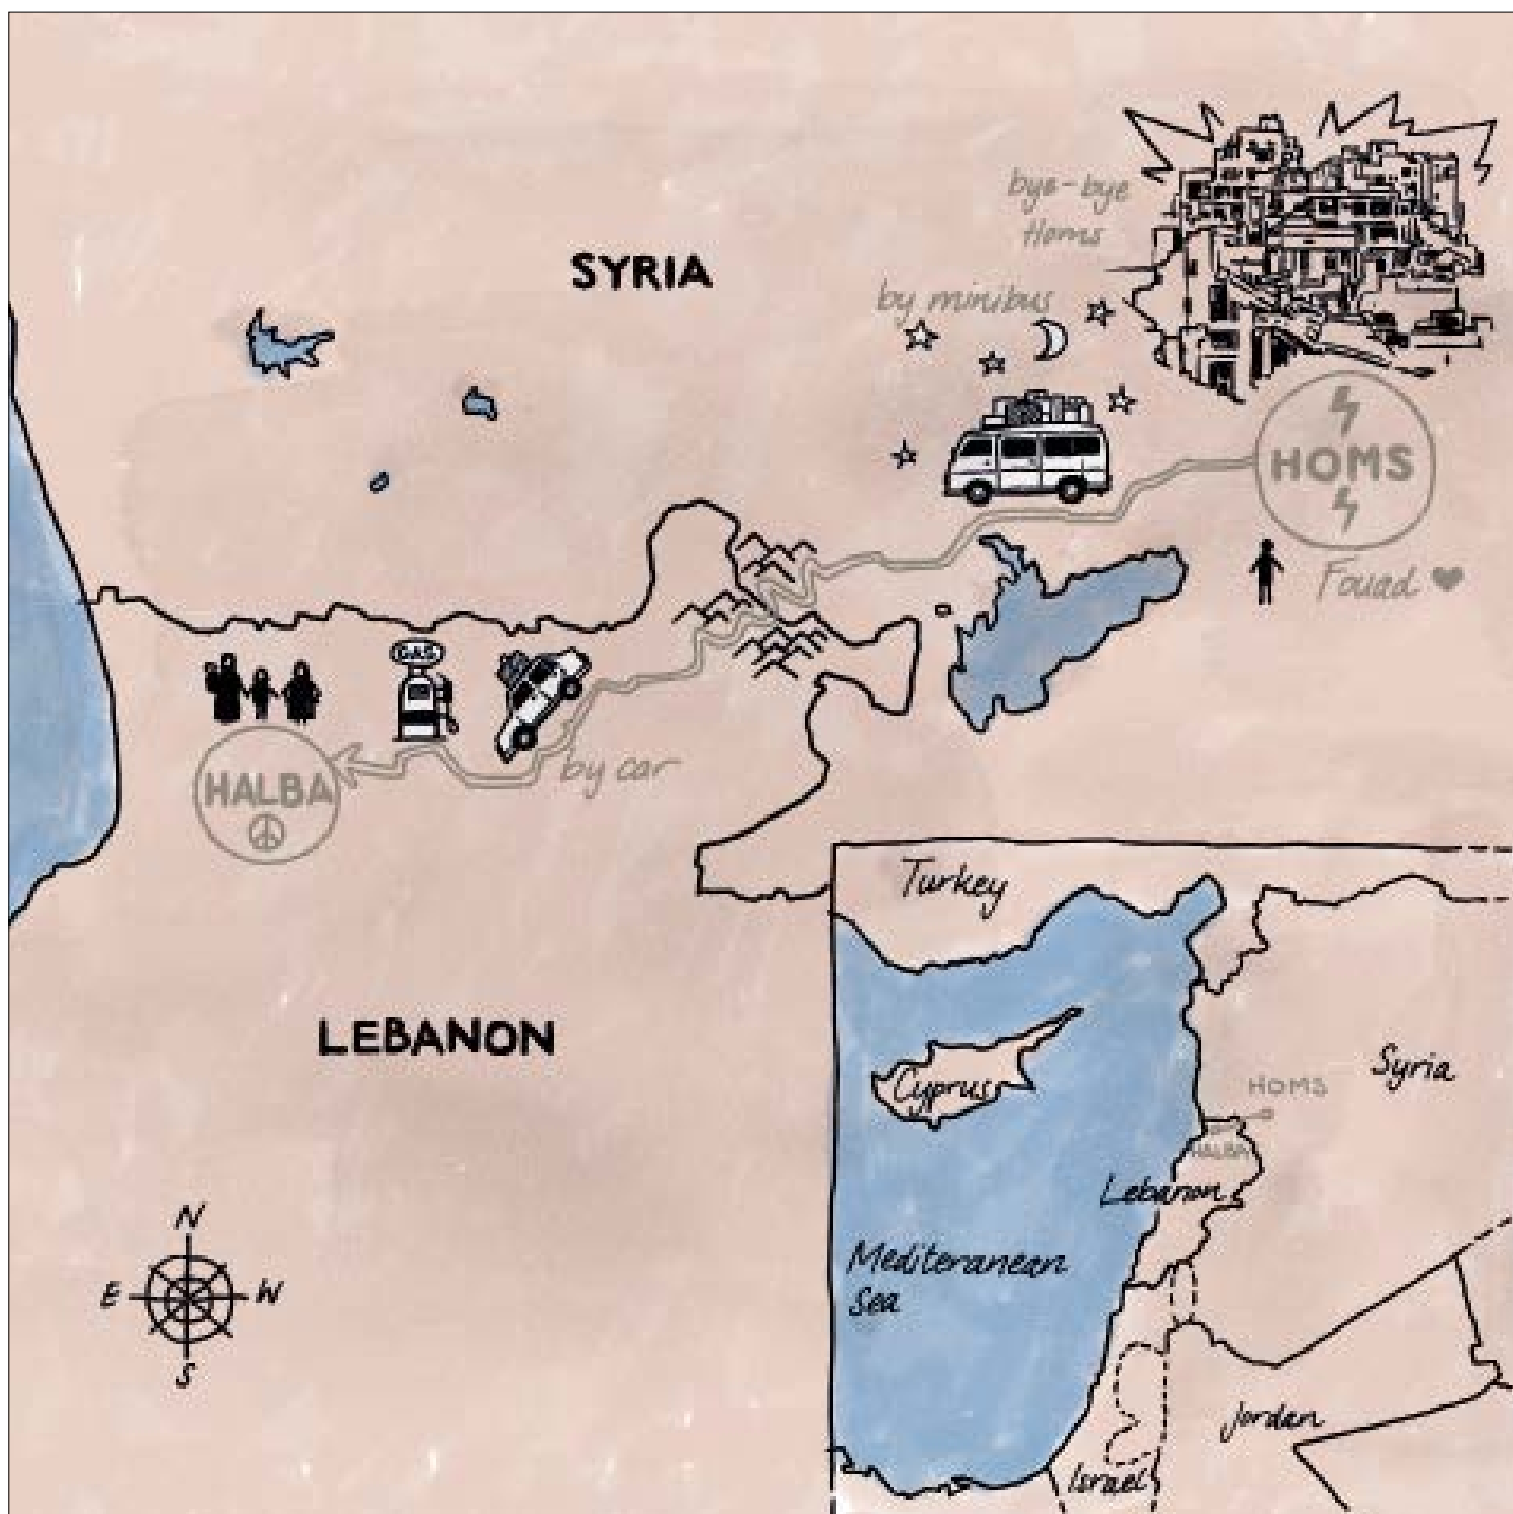 bye-bye
Homs
SYRIA
by minibus
HOMS
Fouad
GAS
by car
HALBA
LEBANON
N
E
W
S
Turkey
Cyprus
Syria
HOMS
HALBA
Lebanon
Mediteranean
Sea
Jordan
Israel